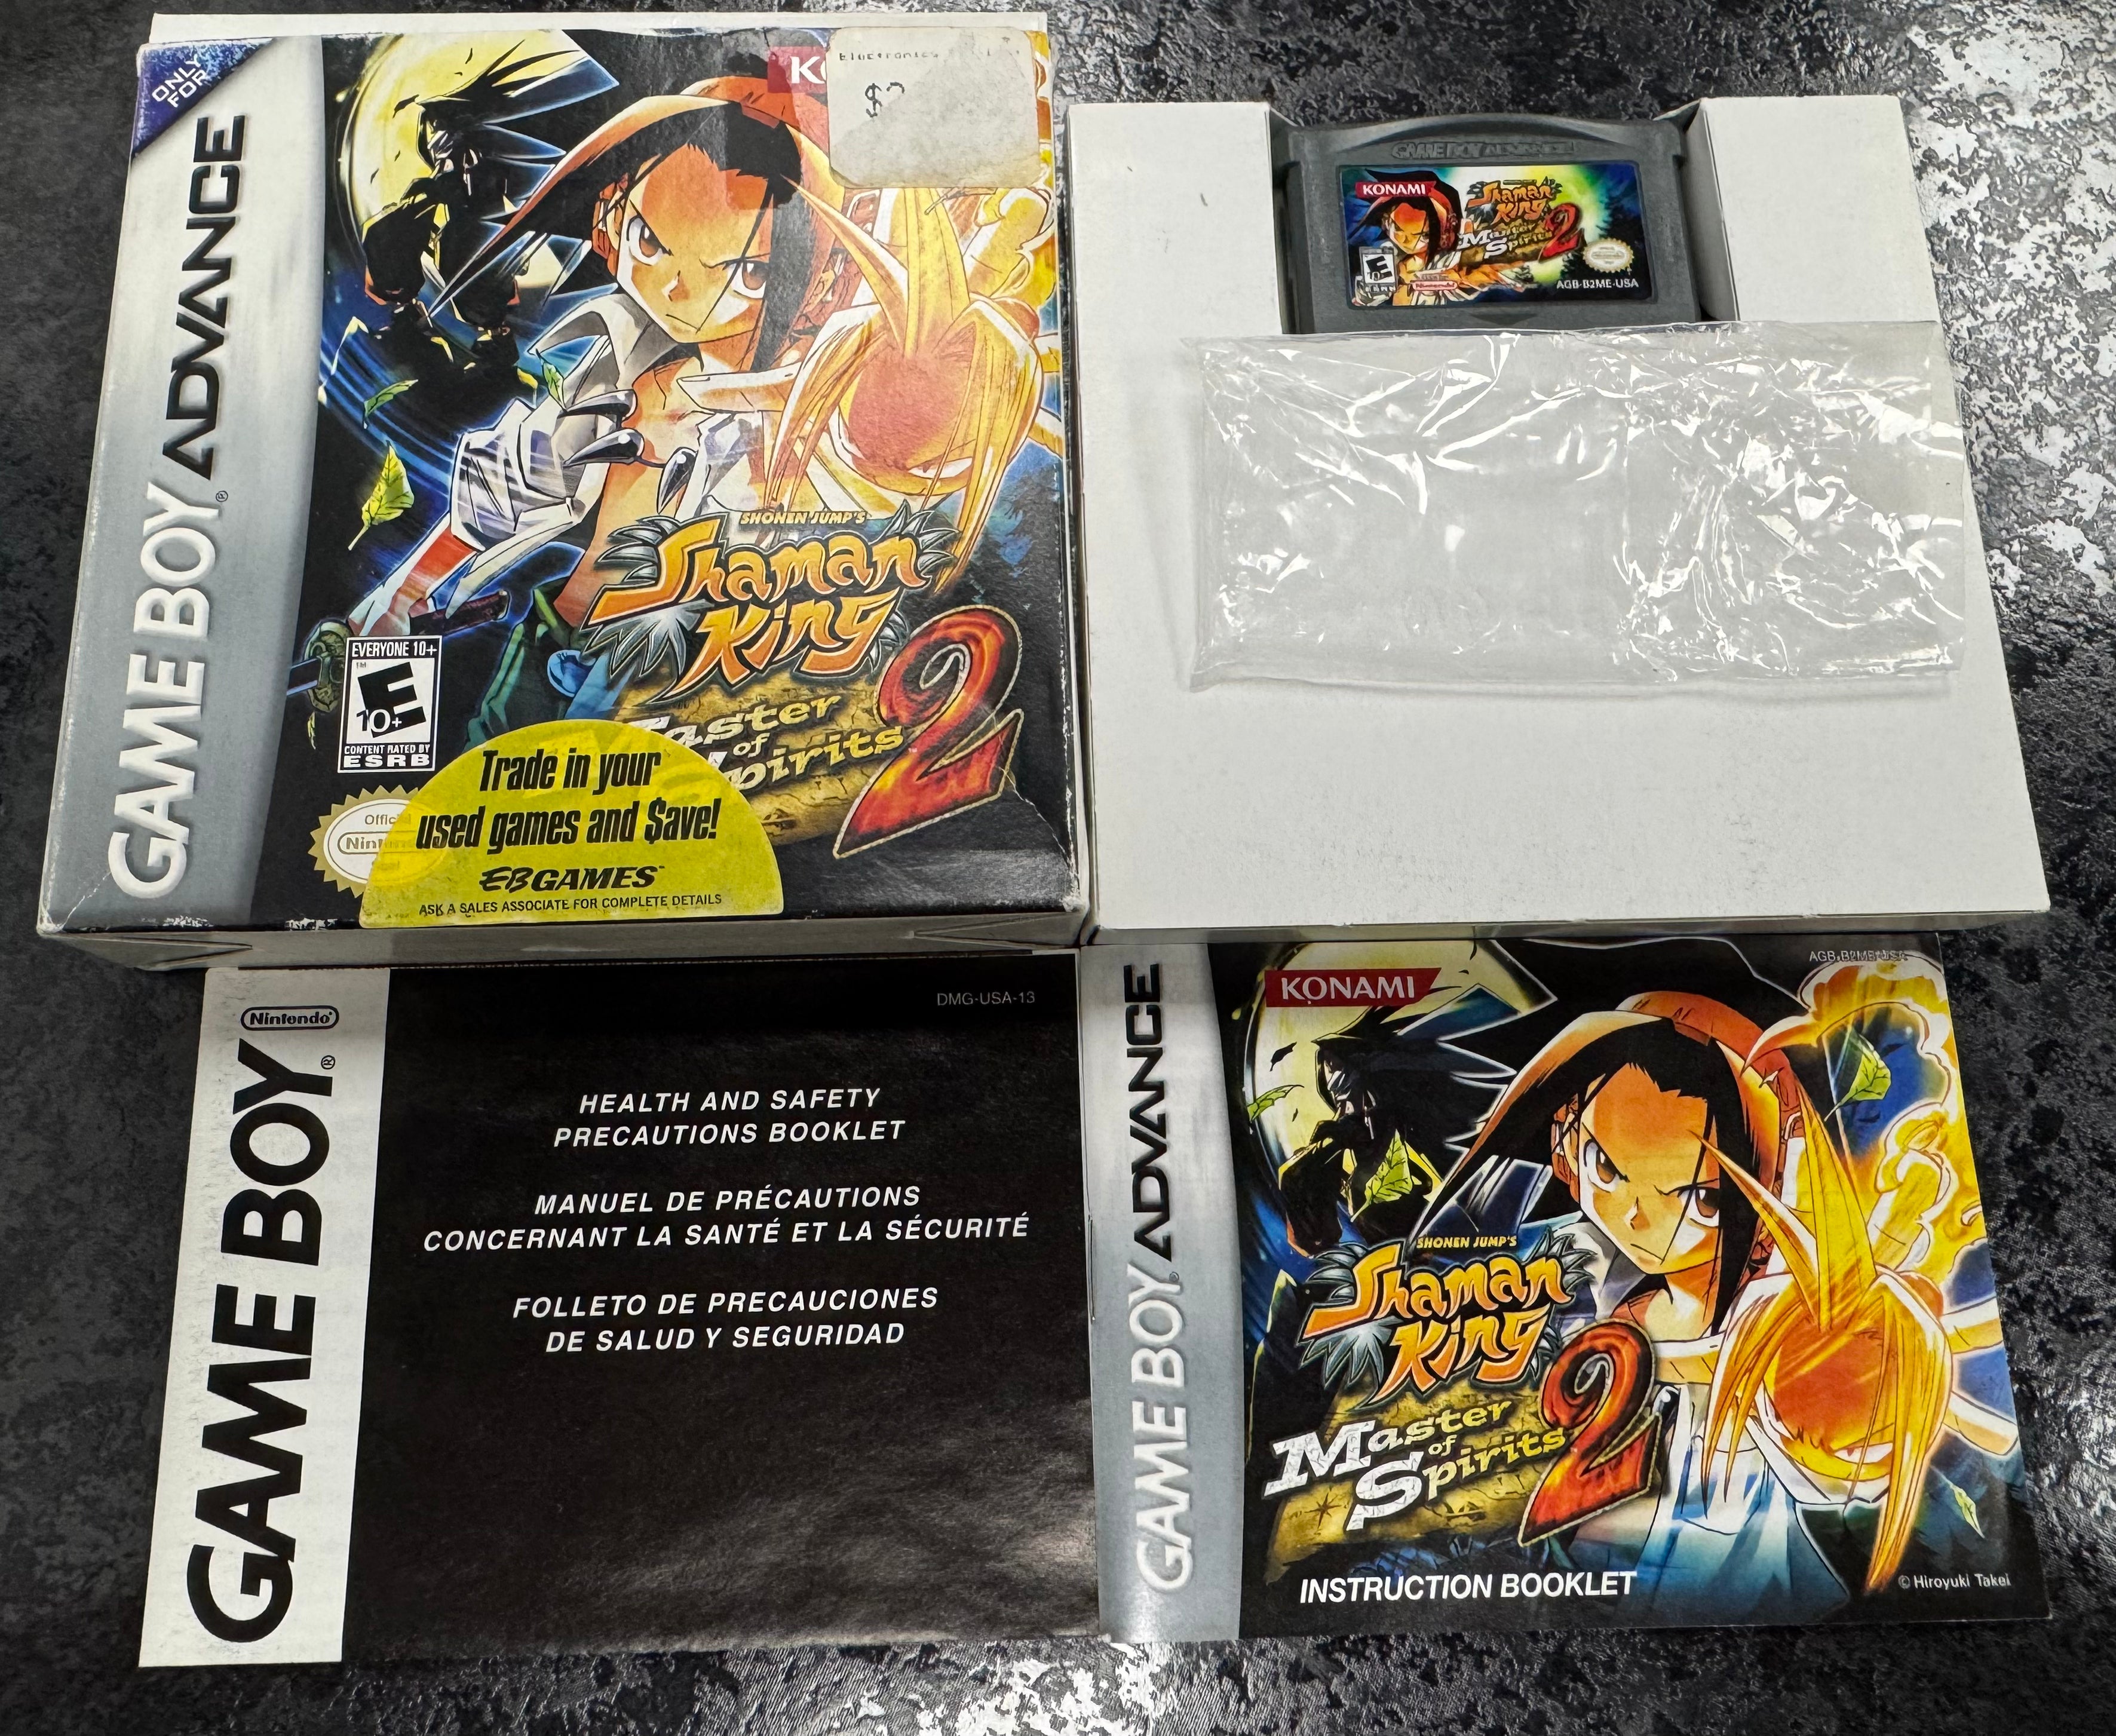 ONLY
FOR
GAME BOY ADVANCE
Electronics
$
EVERYONE 10+
E
10+
CONTENT RATED BY
ESRB
SHONEN JUMP'S
Shaman
King
2
of
Trade in your
used games and $ave!
EBGAMES
ASK A SALES ASSOCIATE FOR COMPLETE DETAILS
GAME BOY ADVANCE
KONAMI
Shaman
King
2
Master
of
Spirits
E
Nintendo
AGB-B2ME-USA
Nintendo
GAME BOY
DMG-USA-13
HEALTH AND SAFETY
PRECAUTIONS BOOKLET
MANUEL DE PRÉCAUTIONS
CONCERNANT LA SANTÉ ET LA SÉCURITÉ
FOLLETO DE PRECAUCIONES
DE SALUD Y SEGURIDAD
GAME BOY ADVANCE
KONAMI
AGB-B2ME-USA
SHONEN JUMP'S
Shaman
King
2
Master
of
Spirits
INSTRUCTION BOOKLET
© Hiroyuki Takei